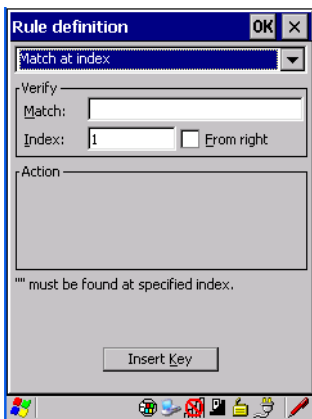 Rule definition OK ×
Match at index
Verify
Match:
Index: 1 From right
Action
"" must be found at specified index.
Insert Key